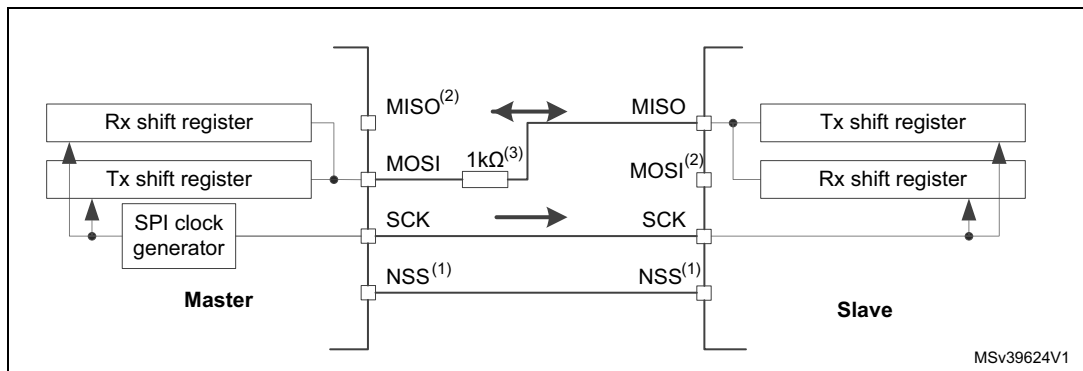 MISO(2) MISO
Rx shift register Tx shift register
MOSI 1kΩ(3) MOSI(2)
Tx shift register Rx shift register
SCK SCK
SPI clock
generator
NSS(1) NSS(1)
Master Slave
MSv39624V1